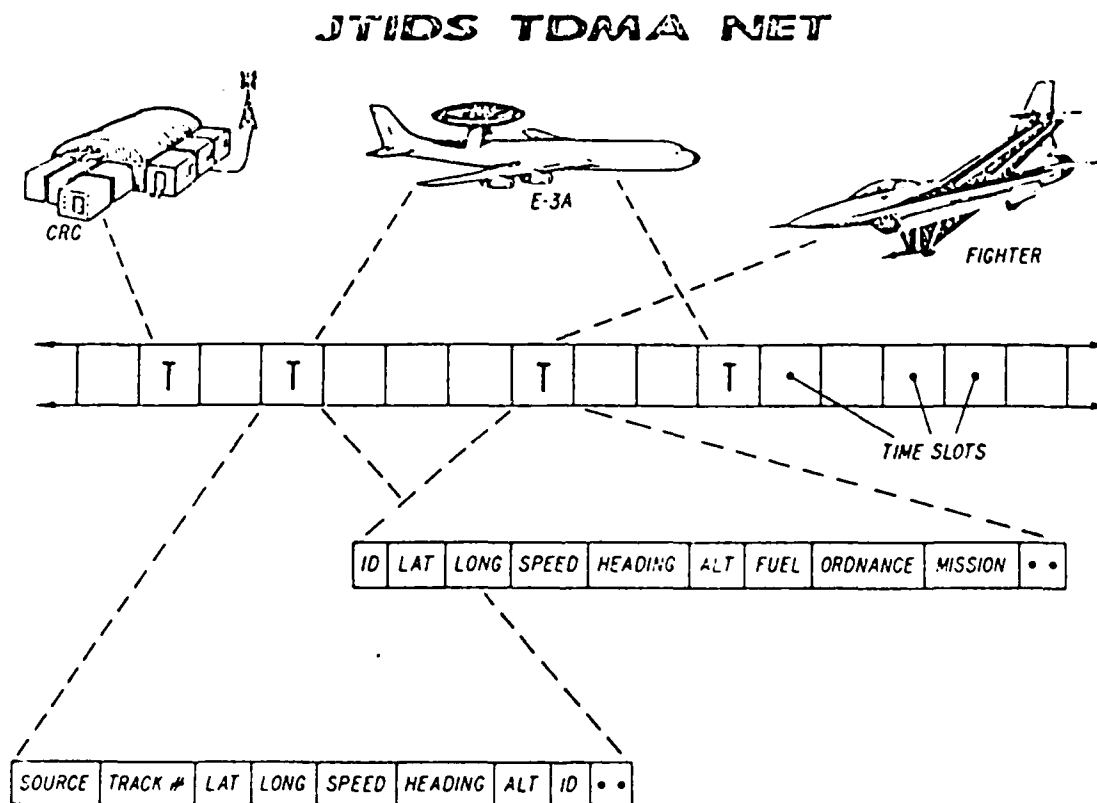 JTIDS TDMA NET
CRC
E-3A
FIGHTER
T T T T
TIME SLOTS
ID LAT LONG SPEED HEADING ALT FUEL ORDNANCE MISSION • •
SOURCE TRACK # LAT LONG SPEED HEADING ALT ID • •